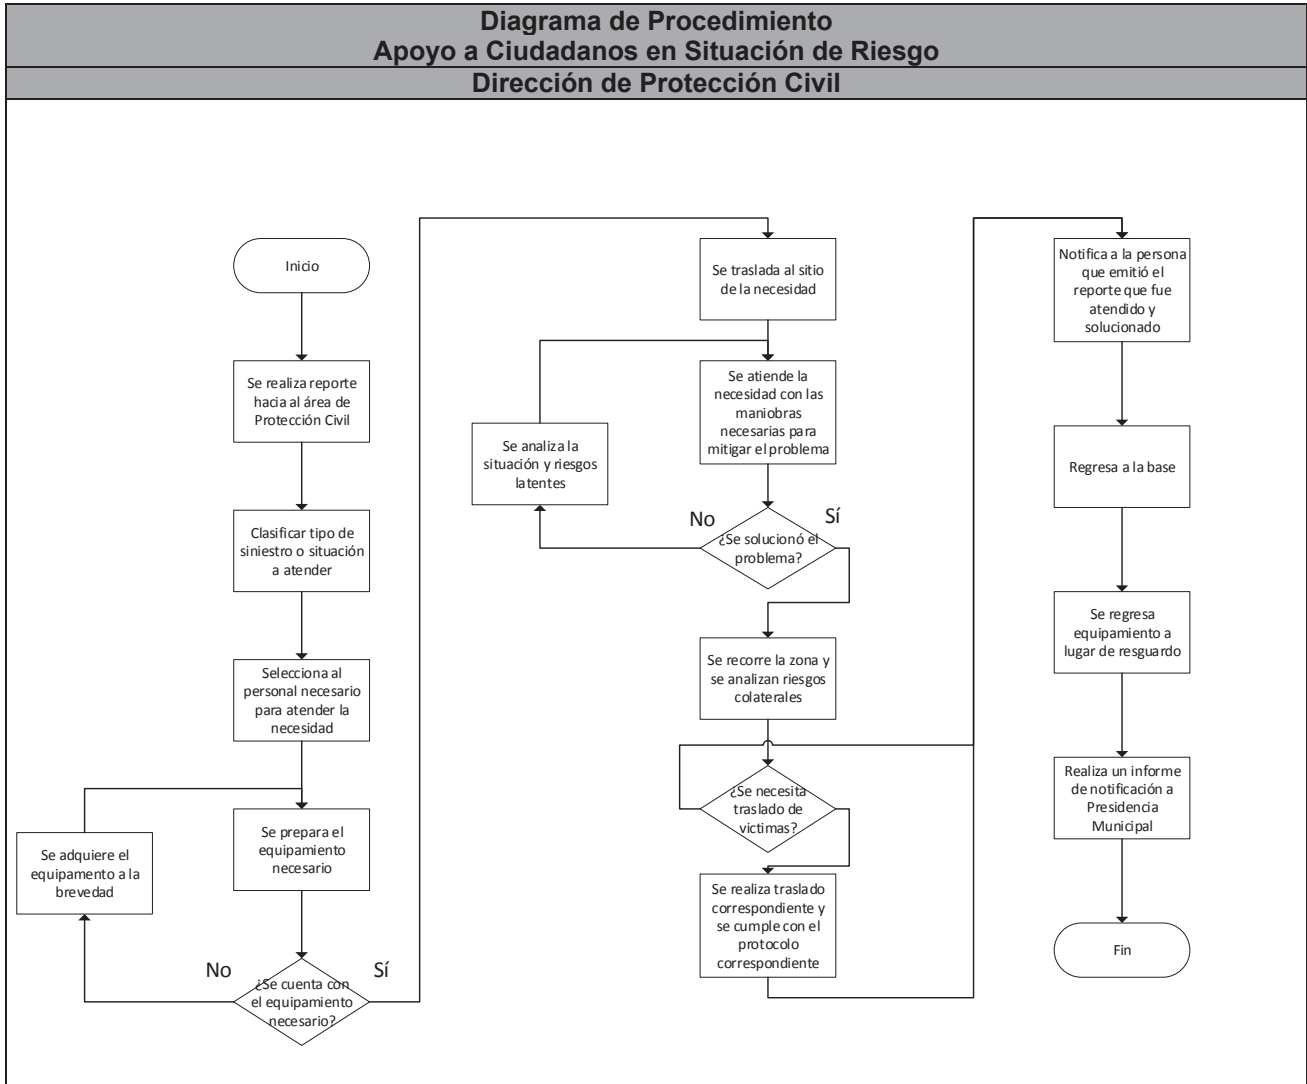 Diagrama de Procedimiento
Apoyo a Ciudadanos en Situación de Riesgo
Dirección de Protección Civil
Inicio
Se realiza reporte
hacia al área de
Protección Civil
Clasificar tipo de
siniestro o situación
a atender
Selecciona al
personal necesario
para atender la
necesidad
Se prepara el
equipamiento
necesario
Se adquiere el
equipamento a la
brevedad
No
Sí
¿Se cuenta con
el equipamiento
necesario?
Se traslada al sitio
de la necesidad
Se atiende la
necesidad con las
maniobras
necesarias para
mitigar el problema
Se analiza la
situación y riesgos
latentes
No
Sí
¿Se solucionó el
problema?
Se recorre la zona y
se analizan riesgos
colaterales
¿Se necesita
traslado de
victimas?
Se realiza traslado
correspondiente y
se cumple con el
protocolo
correspondiente
Notifica a la persona
que emitió el
reporte que fue
atendido y
solucionado
Regresa a la base
Se regresa
equipamiento a
lugar de resguardo
Realiza un informe
de notificación a
Presidencia
Municipal
Fin